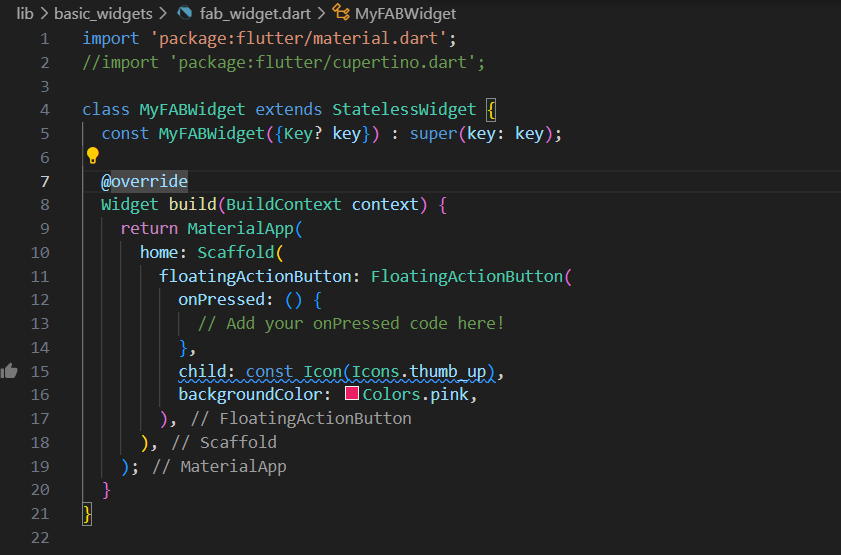 lib > basic_widgets > fab_widget.dart > MyFABWidget
1 import 'package:flutter/material.dart';
2 //import 'package:flutter/cupertino.dart';
3
4 class MyFABWidget extends StatelessWidget {
5   const MyFABWidget({Key? key}) : super(key: key);
6
7   @override
8   Widget build(BuildContext context) {
9     return MaterialApp(
10       home: Scaffold(
11         floatingActionButton: FloatingActionButton(
12           onPressed: () {
13             // Add your onPressed code here!
14           },
15           child: const Icon(Icons.thumb_up),
16           backgroundColor: Colors.pink,
17         ), // FloatingActionButton
18       ), // Scaffold
19     ); // MaterialApp
20   }
21 }
22